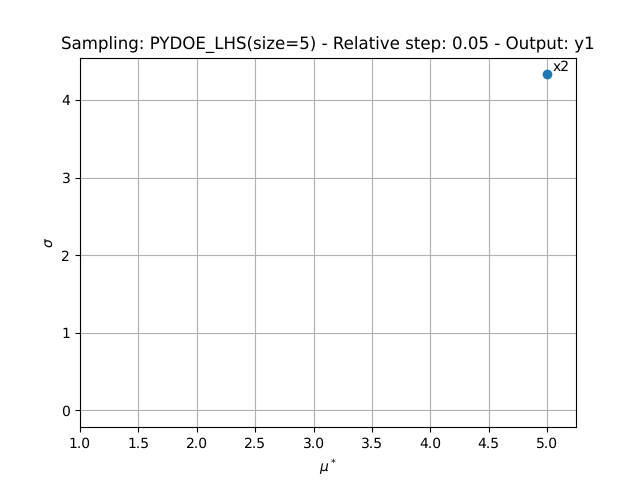 Sampling: PYDOE_LHS(size=5) - Relative step: 0.05 - Output: y1
x2
4
3
2
1
0
σ
1.0 1.5 2.0 2.5 3.0 3.5 4.0 4.5 5.0
μ*